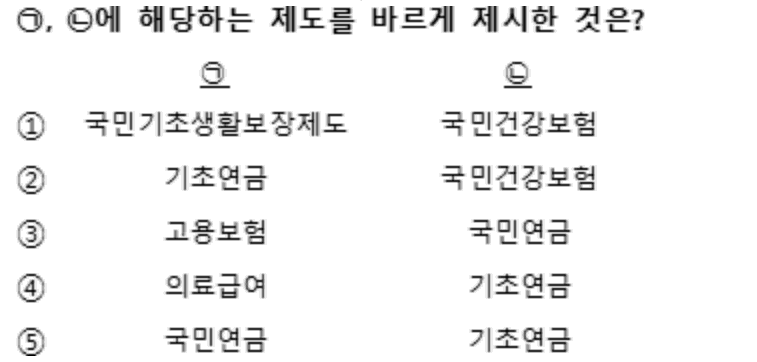 ㉠, ㉡에 해당하는 제도를 바르게 제시한 것은?
㉠ ㉡
① 국민기초생활보장제도 국민건강보험
② 기초연금 국민건강보험
③ 고용보험 국민연금
④ 의료급여 기초연금
⑤ 국민연금 기초연금